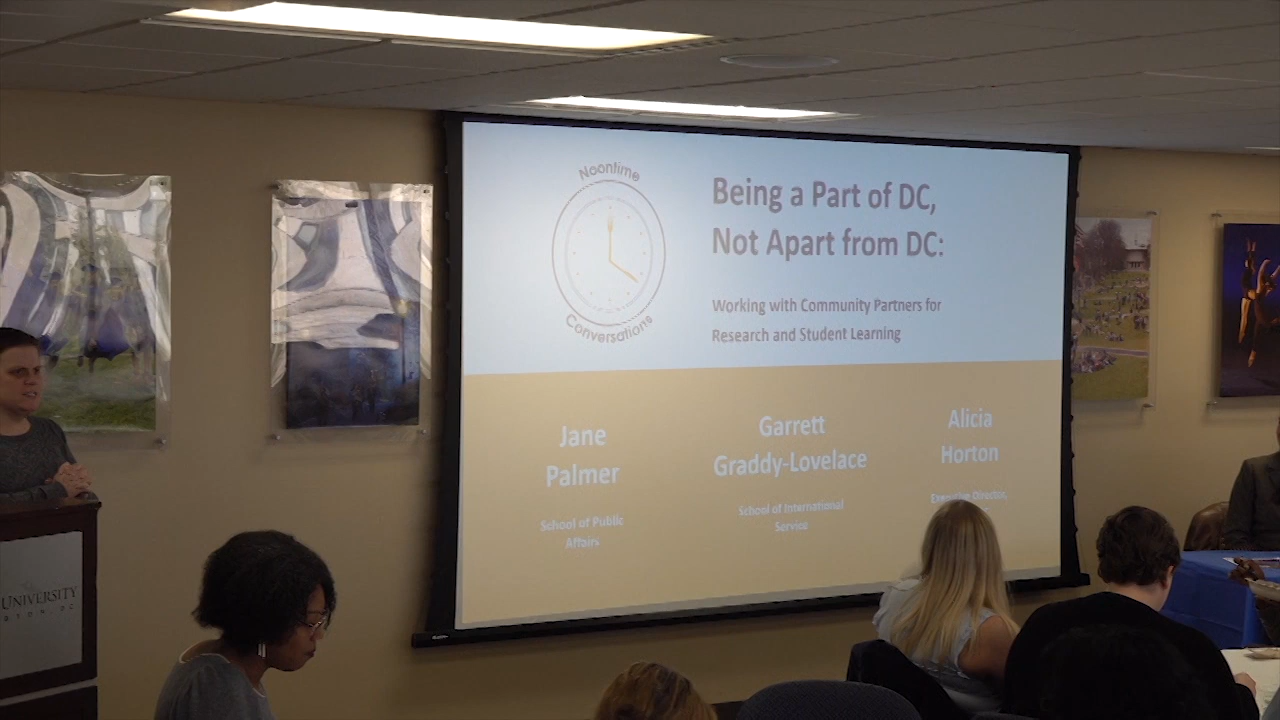 Noontime
Conversations
Being a Part of DC,
Not Apart from DC:
Working with Community Partners for
Research and Student Learning
Jane
Palmer
School of Public
Affairs
Garrett
Graddy-Lovelace
School of International
Service
Alicia
Horton
Executive Director,
UNIVERSITY